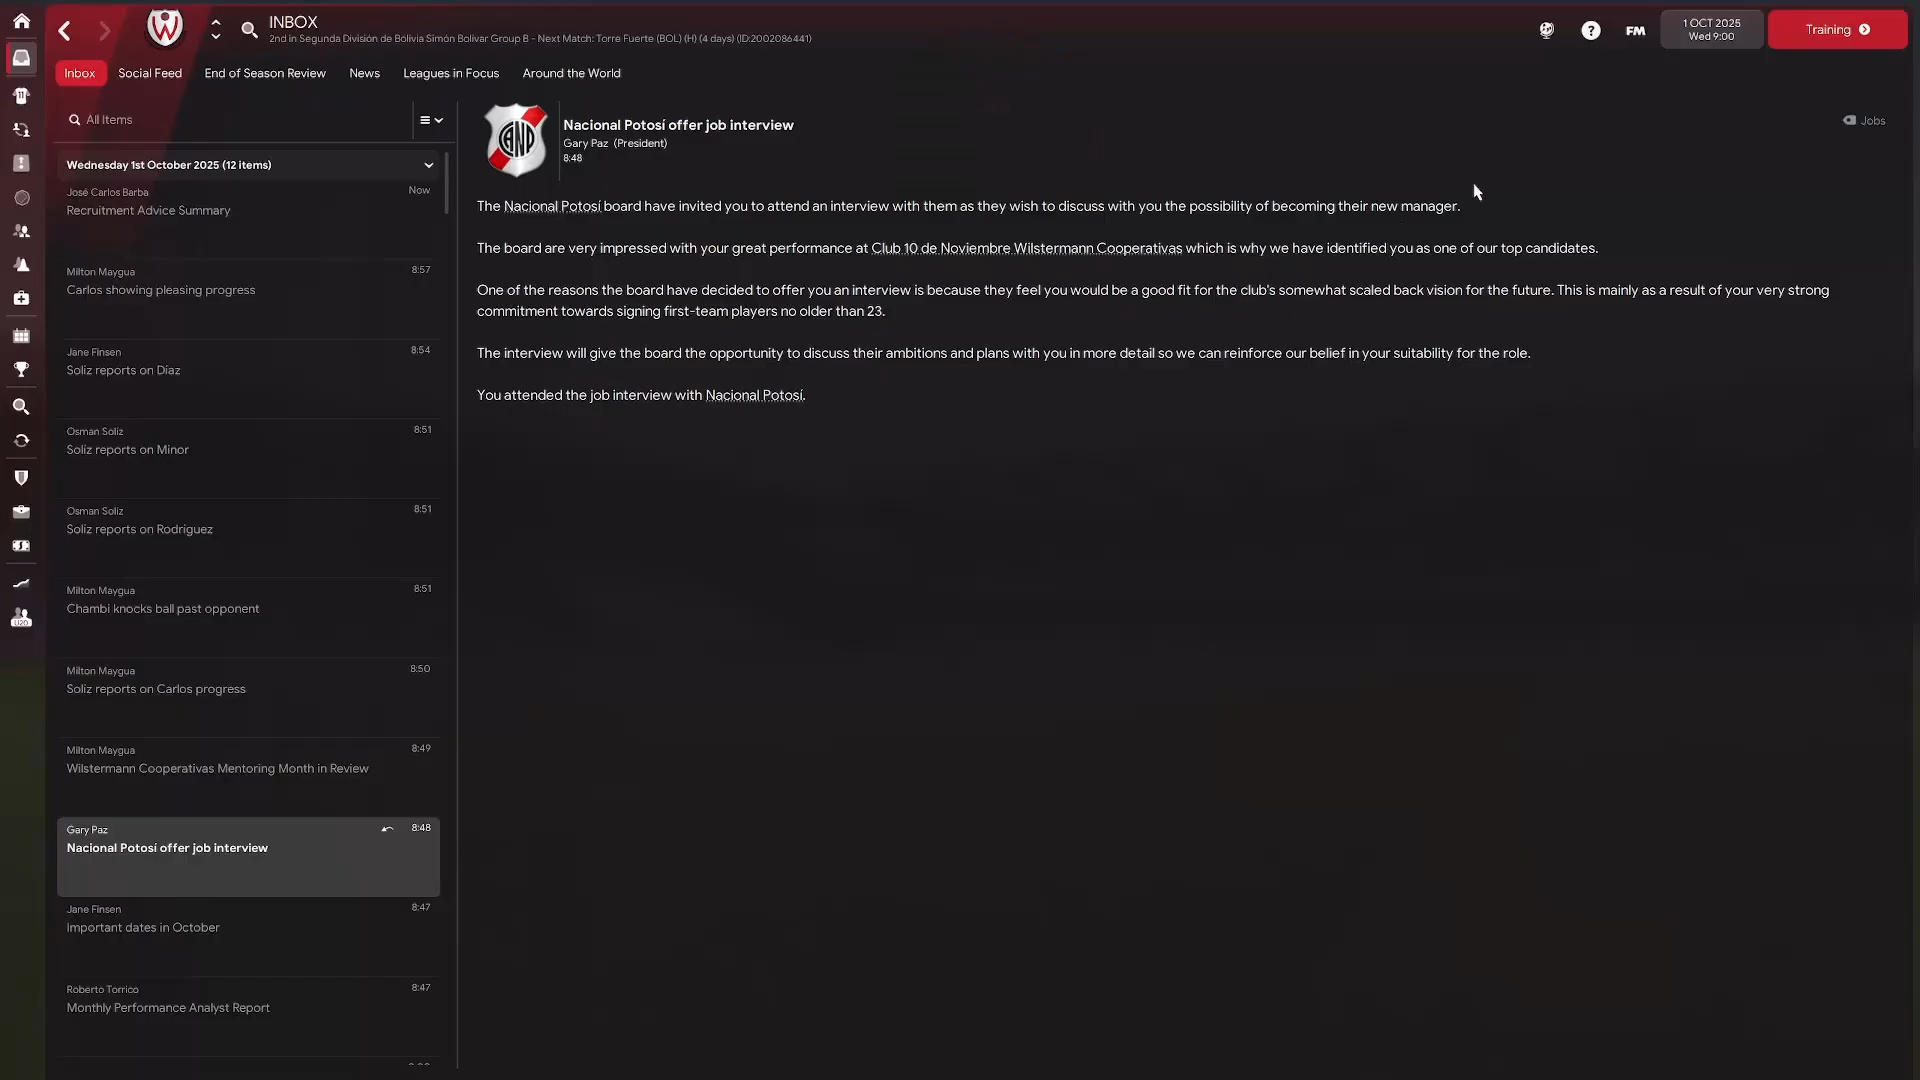 INBOX
2nd in Segunda División de Bolivia Simón Bolivar Group B - Next Match: Torre Fuerte (BOL) (H) (4 days) (ID:2002086441)
FM
1 OCT 2025
Wed 9:00
Training
Inbox
Social Feed
End of Season Review
News
Leagues in Focus
Around the World
All Items
Wednesday 1st October 2025 (12 items)
José Carlos Barba
Now
Recruitment Advice Summary
Milton Maygua
8:57
Carlos showing pleasing progress
Jane Finsen
8:54
Soliz reports on Díaz
Osman Solíz
8:51
Soliz reports on Minor
Osman Solíz
8:51
Soliz reports on Rodríguez
Milton Maygua
8:51
Chambi knocks ball past opponent
Milton Maygua
8:50
Soliz reports on Carlos progress
Milton Maygua
8:49
Wilstermann Cooperativas Mentoring Month in Review
Gary Paz
8:48
Nacional Potosí offer job interview
Jane Finsen
8:47
Important dates in October
Roberto Torrico
8:47
Monthly Performance Analyst Report
Nacional Potosí offer job interview
Gary Paz (President)
8:48
Jobs
The Nacional Potosí board have invited you to attend an interview with them as they wish to discuss with you the possibility of becoming their new manager.
The board are very impressed with your great performance at Club 10 de Noviembre Wilstermann Cooperativas which is why we have identified you as one of our top candidates.
One of the reasons the board have decided to offer you an interview is because they feel you would be a good fit for the club's somewhat scaled back vision for the future. This is mainly as a result of your very strong
commitment towards signing first-team players no older than 23.
The interview will give the board the opportunity to discuss their ambitions and plans with you in more detail so we can reinforce our belief in your suitability for the role.
You attended the job interview with Nacional Potosí.
U20